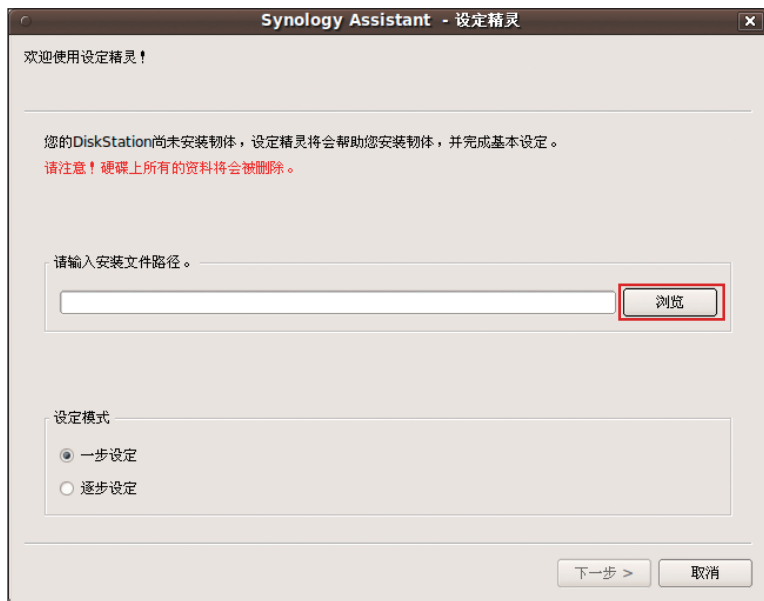 Synology Assistant - 设定精灵
欢迎使用设定精灵！
您的DiskStation尚未安装韧体，设定精灵将会帮助您安装韧体，并完成基本设定。
请注意！硬碟上所有的资料将会被删除。
请输入安装文件路径。
浏览
设定模式
一步设定
逐步设定
下一步 >
取消